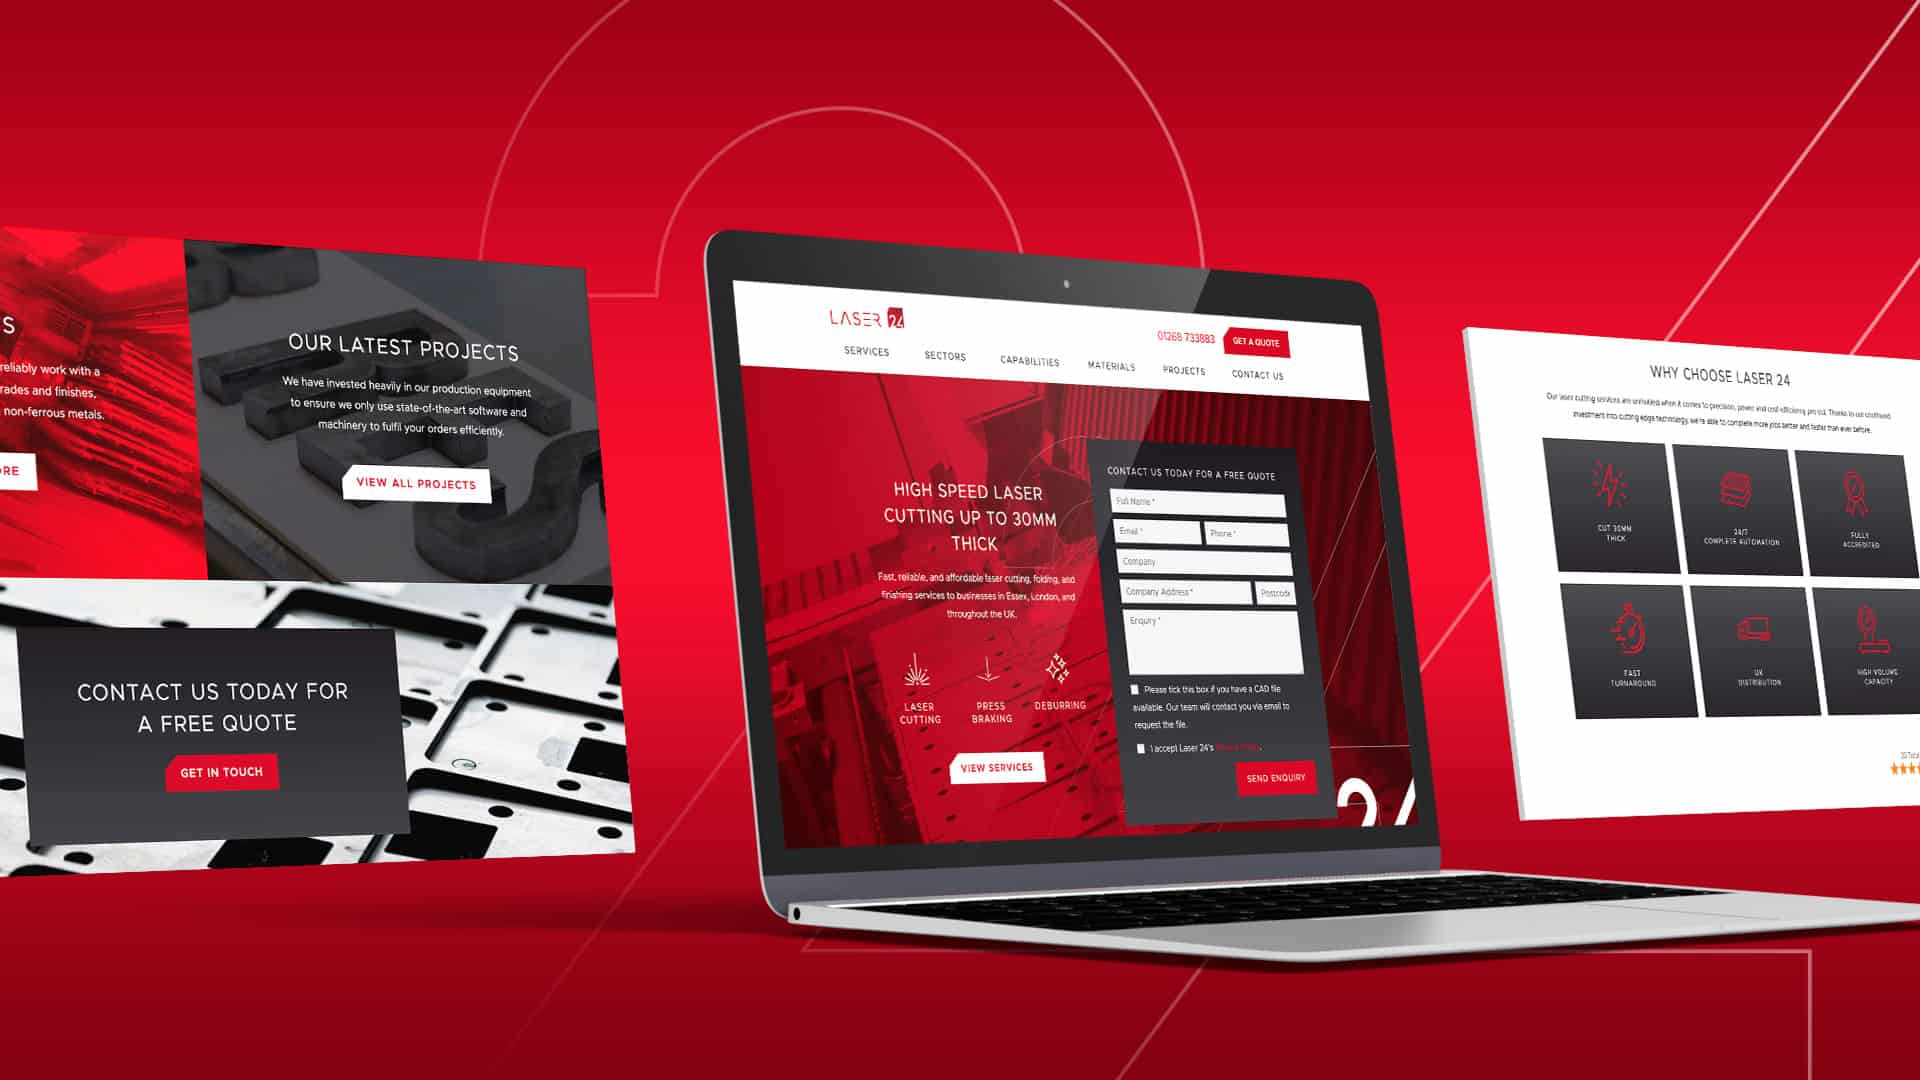 S
reliably work with a
rades and finishes,
non-ferrous metals.
ORE
OUR LATEST PROJECTS
We have invested heavily in our production equipment
to ensure we only use state-of-the-art software and
machinery to fulfil your orders efficiently.
VIEW ALL PROJECTS
CONTACT US TODAY FOR
A FREE QUOTE
GET IN TOUCH
LASER 24
01268 733883
GET A QUOTE
SERVICES
SECTORS
CAPABILITIES
MATERIALS
PROJECTS
CONTACT US
HIGH SPEED LASER
CUTTING UP TO 30MM
THICK
Fast, reliable, and affordable laser cutting, folding, and
finishing services to businesses in Essex, London, and
throughout the UK.
LASER
CUTTING
PRESS
BRAKING
DEBURRING
VIEW SERVICES
CONTACT US TODAY FOR A FREE QUOTE
Full Name *
Email *
Phone *
Company
Company Address *
Postcode
Enquiry *
Please tick this box if you have a CAD file
available. Our team will contact you via email to
request the file.
I accept Laser 24's Privacy Policy.
SEND ENQUIRY
24
WHY CHOOSE LASER 24
Our laser cutting services are unrivalled when it comes to precision, power and cost-efficiency. Thanks to our continued
investment into cutting edge technology, we're able to complete more jobs better and faster than ever before.
CUT 30MM
THICK
24/7
COMPLETE AUTOMATION
FULLY
ACCREDITED
FAST
TURNAROUND
UK
DISTRIBUTION
HIGH VOLUME
CAPACITY